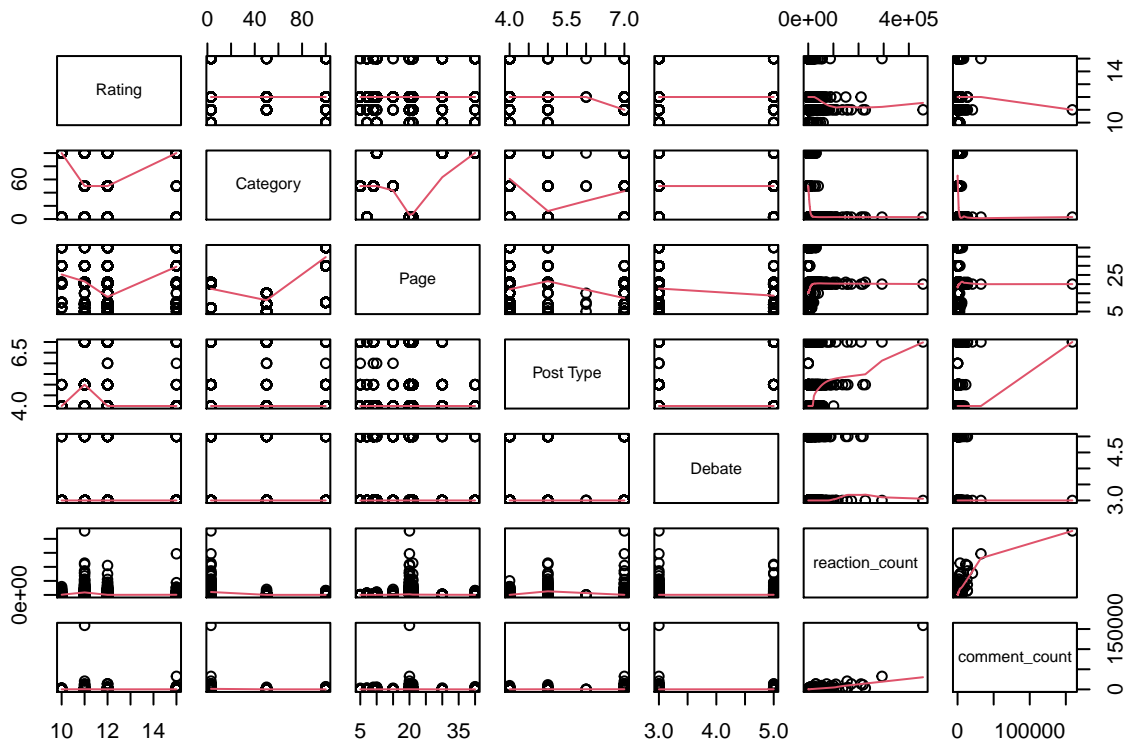 0 40 80 4.0 5.5 7.0 0e+00 4e+05
Rating 10 14
0 60 Category
Page 5 25
4.0 6.5 Post Type
Debate 3.0 4.5
0e+00 reaction_count
comment_count 0 150000
10 12 14 5 20 35 3.0 4.0 5.0 0 100000